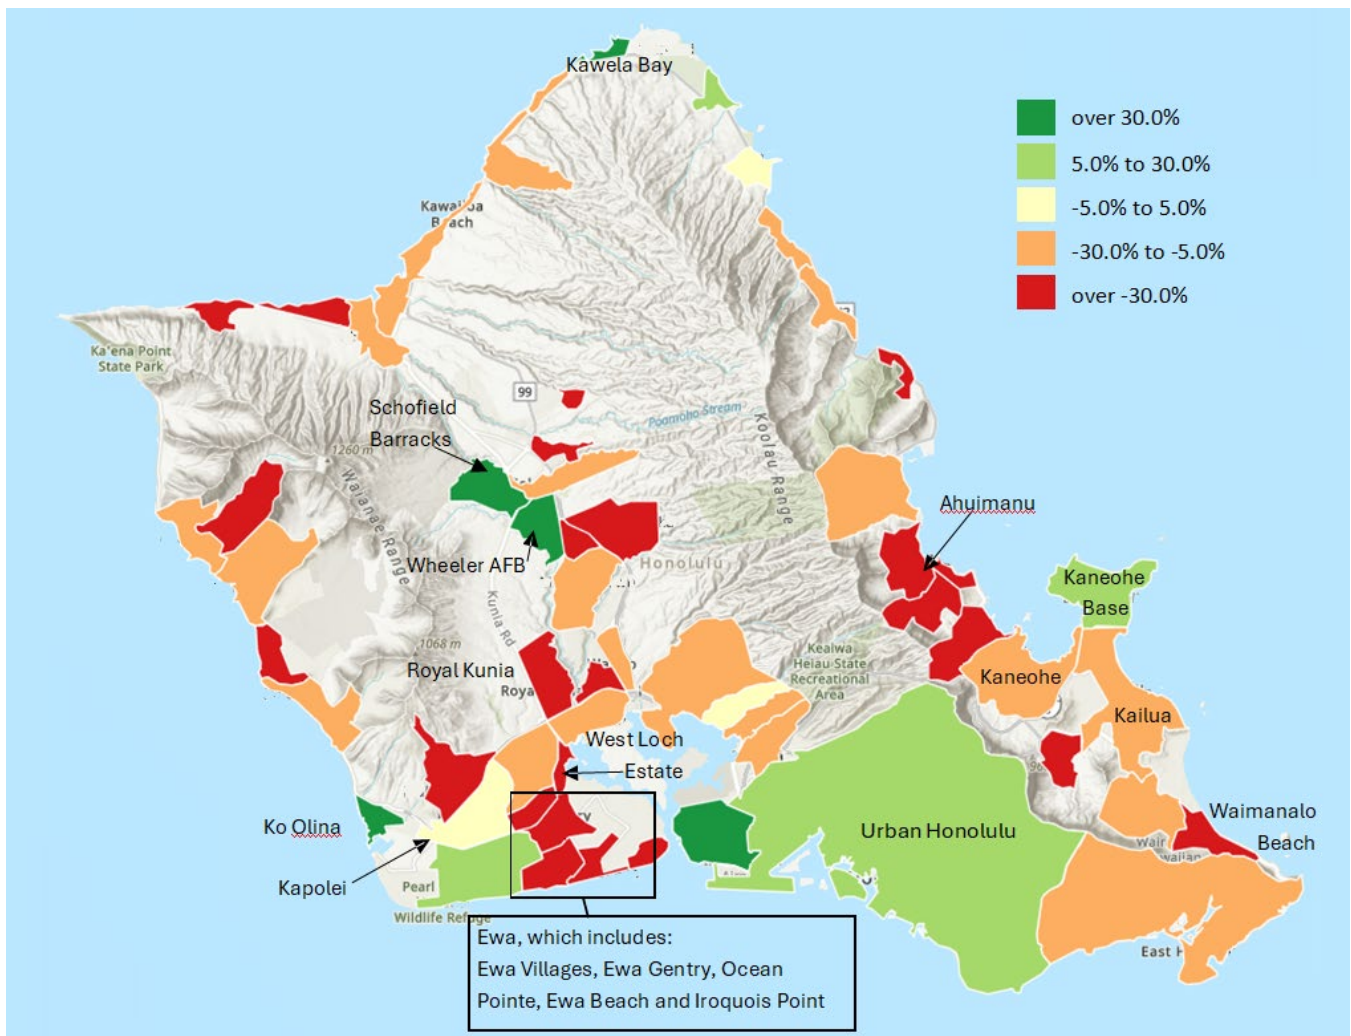 Kawela Bay
over 30.0%
5.0% to 30.0%
-5.0% to 5.0%
-30.0% to -5.0%
over -30.0%
Ka'ena Point
State Park
99
Schofield
Barracks
Poamoho Stream
1260 m
Koolau Range
Waianae Range
Ahuimanu
Wheeler AFB
Honolulu
Kunia Rd
Kaneohe
Base
1068 m
Royal Kunia
Keaiwa
Heiau State
Recreational
Area
Kaneohe
Kailua
West Loch
Estate
Ko Olina
Waimanalo
Beach
Urban Honolulu
Kapolei
Pearl
Wildlife Refuge
East
Ewa, which includes:
Ewa Villages, Ewa Gentry, Ocean
Pointe, Ewa Beach and Iroquois Point